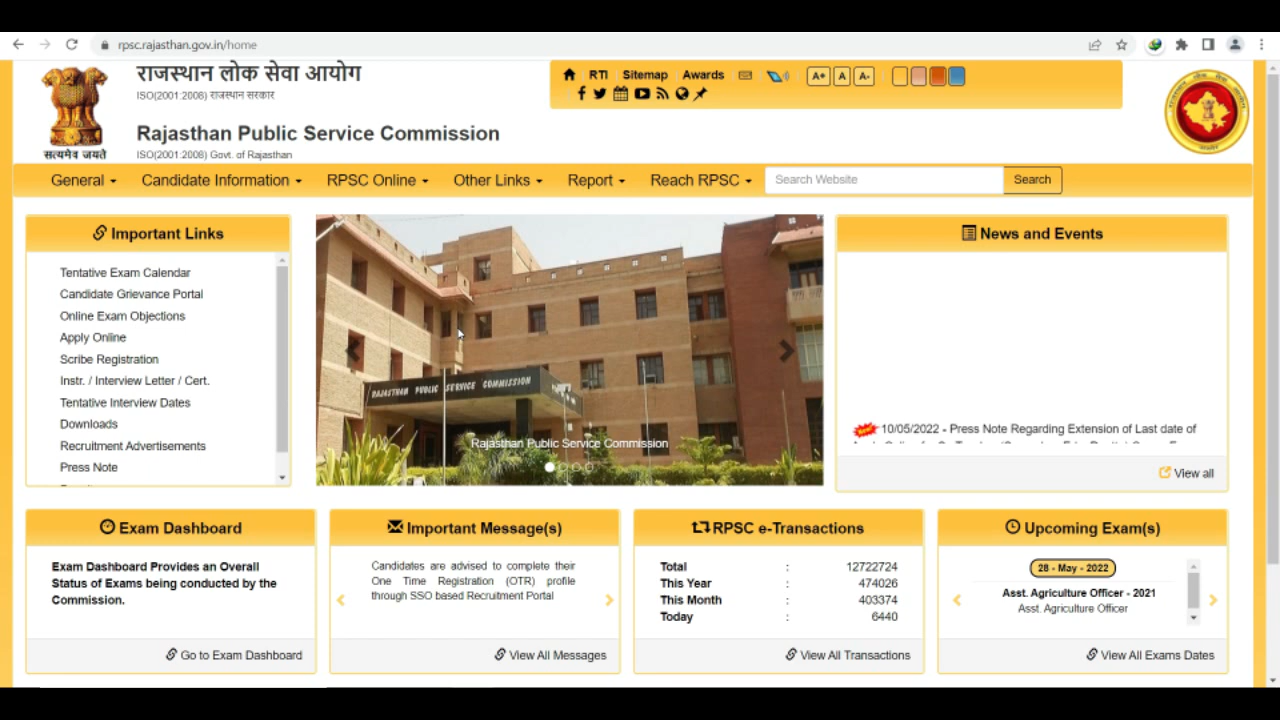 rpsc.rajasthan.gov.in/home
राजस्थान लोक सेवा आयोग
ISO(2001:2008) राजस्थान सरकार
Rajasthan Public Service Commission
ISO(2001:2008) Govt. of Rajasthan
सत्यमेव जयते
RTI Sitemap Awards A+ A A-
General Candidate Information RPSC Online Other Links Report Reach RPSC Search Website Search
Important Links
Tentative Exam Calendar
Candidate Grievance Portal
Online Exam Objections
Apply Online
Scribe Registration
Instr. / Interview Letter / Cert.
Tentative Interview Dates
Downloads
Recruitment Advertisements
Press Note
RAJASTHAN PUBLIC SERVICE COMMISSION
Rajasthan Public Service Commission
News and Events
10/05/2022 - Press Note Regarding Extension of Last date of
View all
Exam Dashboard
Exam Dashboard Provides an Overall
Status of Exams being conducted by the
Commission.
Go to Exam Dashboard
Important Message(s)
Candidates are advised to complete their
One Time Registration (OTR) profile
through SSO based Recruitment Portal
View All Messages
RPSC e-Transactions
Total : 12722724
This Year : 474026
This Month : 403374
Today : 6440
View All Transactions
Upcoming Exam(s)
28 - May - 2022
Asst. Agriculture Officer - 2021
Asst. Agriculture Officer
View All Exams Dates